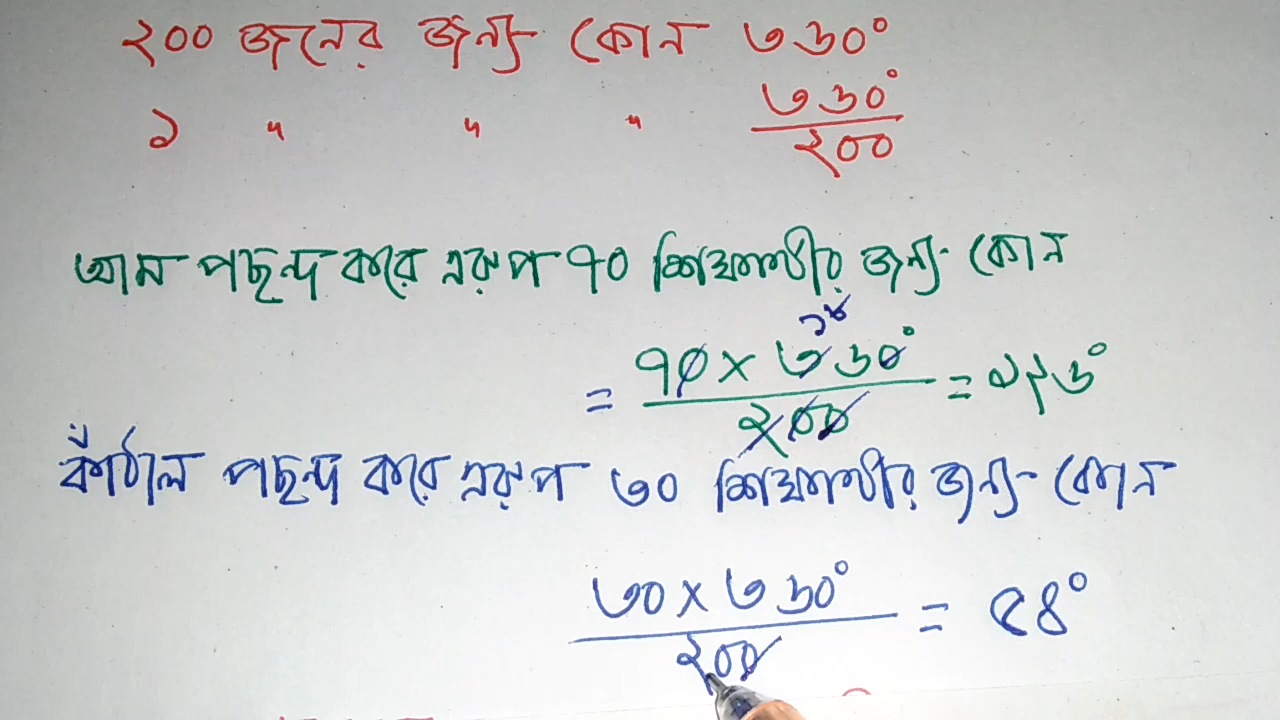 ২০০ জনের জন্য কোন ৩৬০°
১ " " " ৩৬০°/২০০
আম পছন্দ করে এরূপ ৭০ শিক্ষার্থীর জন্য কোন
১৮
= ৭০ × ৩৬০°/২০০ = ১২৬°
কাঁঠাল পছন্দ করে এরূপ ৩০ শিক্ষার্থীর জন্য কোন
৩০ × ৩৬০°/২০০ = ৫৪°